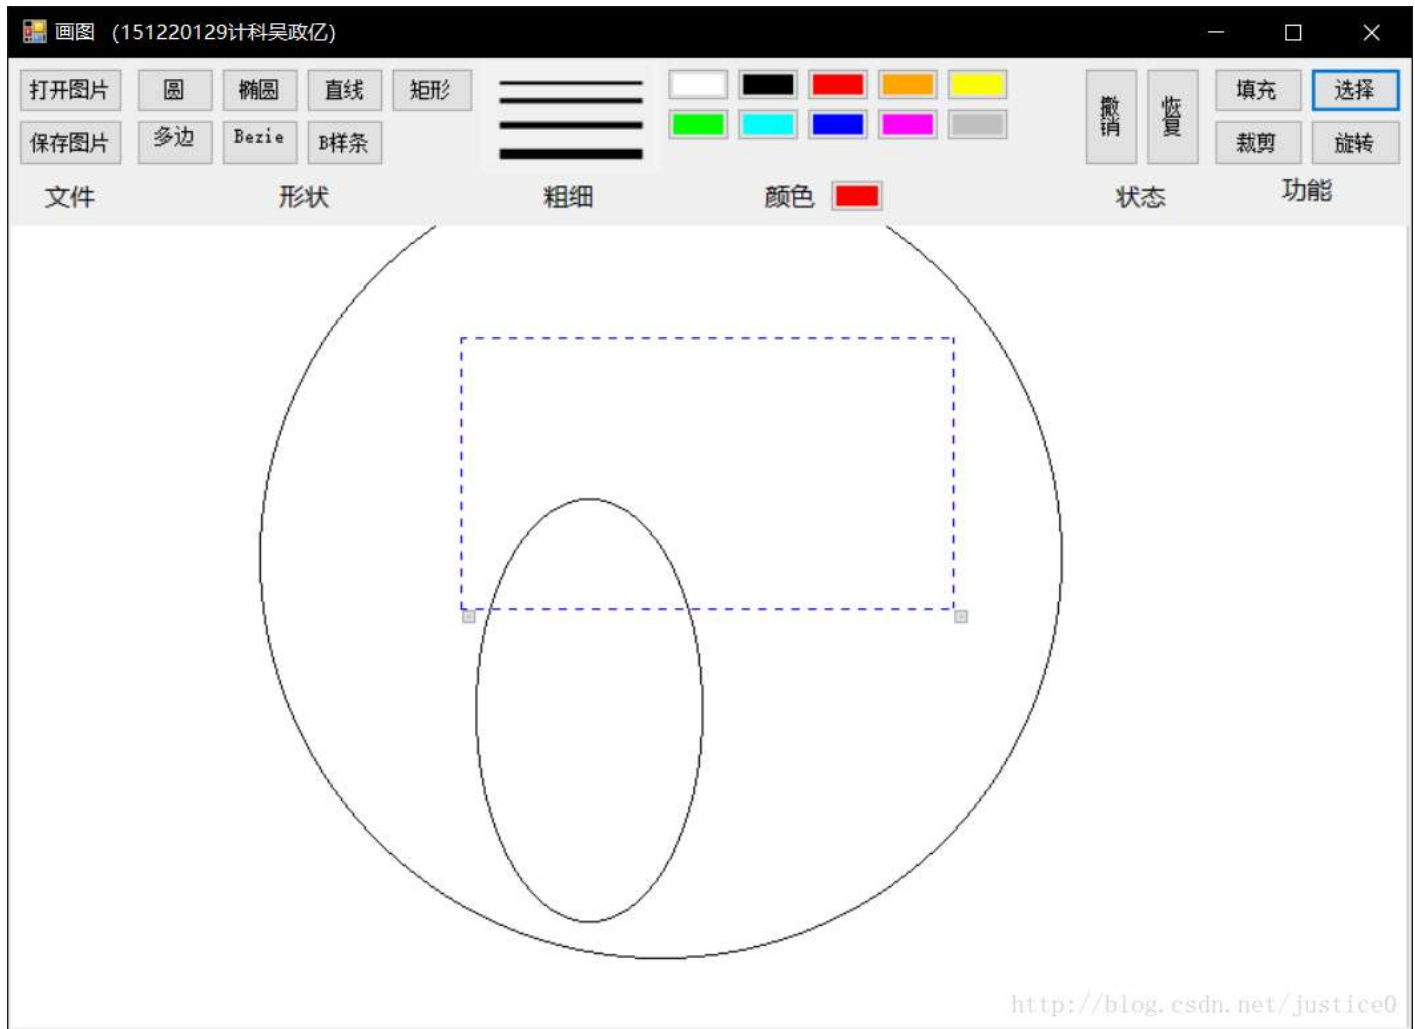 画图 (151220129计科吴政亿)
打开图片 圆 椭圆 直线 矩形 撤销 恢复 填充 选择
保存图片 多边 Bezie B样条 裁剪 旋转
文件 形状 粗细 颜色 状态 功能
http://blog.csdn.net/justice0